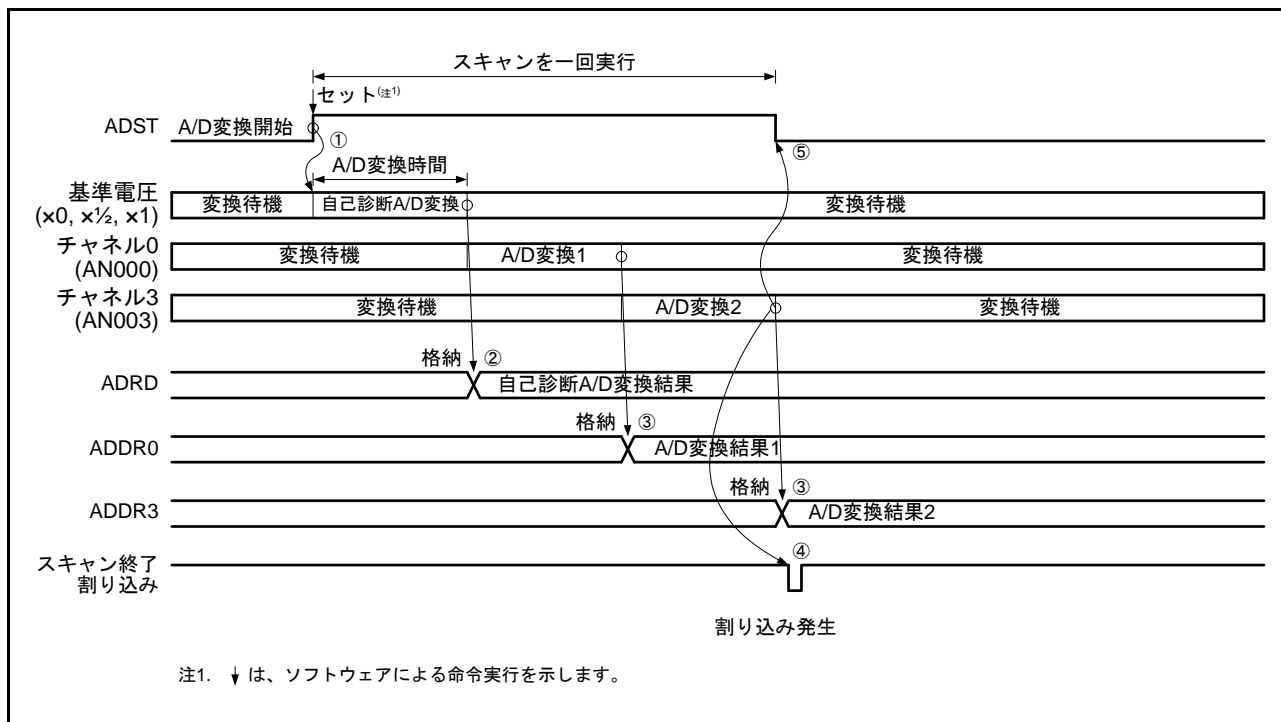 スキャンを一回実行
セット(注1)
ADST A/D変換開始 ① ⑤
A/D変換時間
基準電圧
(×0, ×½, ×1)
変換待機 自己診断A/D変換 変換待機
チャネル0
(AN000)
変換待機 A/D変換1 変換待機
チャネル3
(AN003)
変換待機 A/D変換2 変換待機
格納 ②
ADRD 自己診断A/D変換結果
格納 ③
ADDR0 A/D変換結果1
格納 ③
ADDR3 A/D変換結果2
スキャン終了
割り込み
④
割り込み発生
注1. ↓は、ソフトウェアによる命令実行を示します。